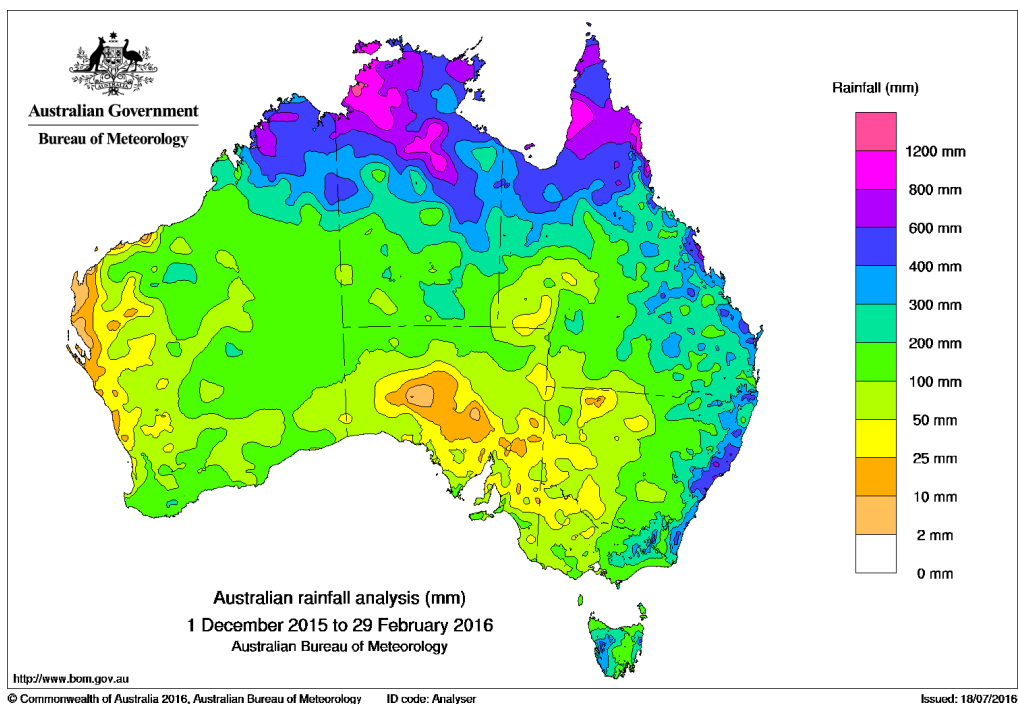 Australian Government
Bureau of Meteorology
Rainfall (mm)
1200 mm
800 mm
600 mm
400 mm
300 mm
200 mm
100 mm
50 mm
25 mm
10 mm
2 mm
0 mm
Australian rainfall analysis (mm)
1 December 2015 to 29 February 2016
Australian Bureau of Meteorology
http://www.bom.gov.au
© Commonwealth of Australia 2016, Australian Bureau of Meteorology ID code: Analyser Issued: 18/07/2016